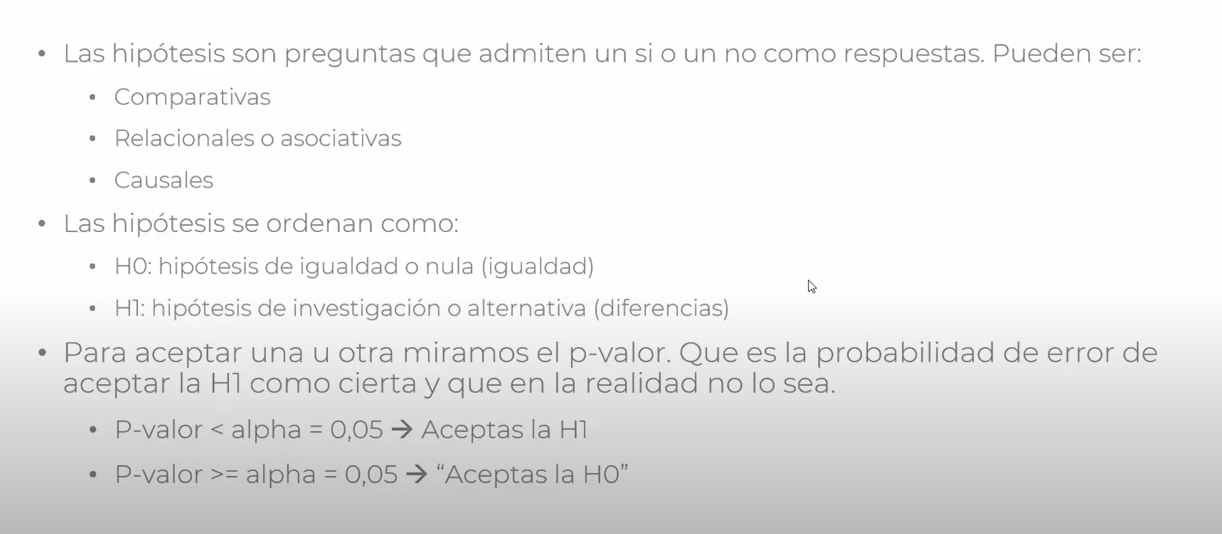 • Las hipótesis son preguntas que admiten un si o un no como respuestas. Pueden ser:
• Comparativas
• Relacionales o asociativas
• Causales
• Las hipótesis se ordenan como:
• H0: hipótesis de igualdad o nula (igualdad)
• H1: hipótesis de investigación o alternativa (diferencias)
• Para aceptar una u otra miramos el p-valor. Que es la probabilidad de error de
aceptar la H1 como cierta y que en la realidad no lo sea.
• P-valor < alpha = 0,05 → Aceptas la H1
• P-valor >= alpha = 0,05 → “Aceptas la H0”